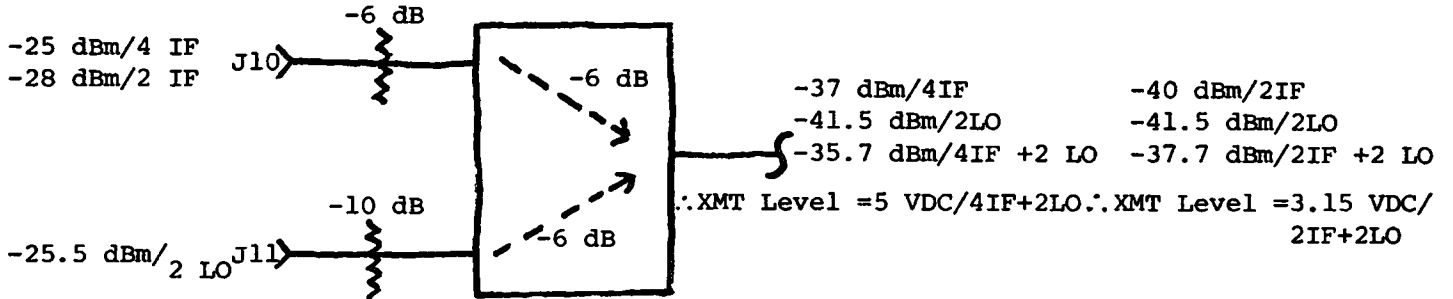 -6 dB
-25 dBm/4 IF
-28 dBm/2 IF
J10
-6 dB
-37 dBm/4IF
-41.5 dBm/2LO
-35.7 dBm/4IF +2 LO
-40 dBm/2IF
-41.5 dBm/2LO
-37.7 dBm/2IF +2 LO
∴XMT Level =5 VDC/4IF+2LO
∴XMT Level =3.15 VDC/
2IF+2LO
-10 dB
-6 dB
-25.5 dBm/2 LO
J11